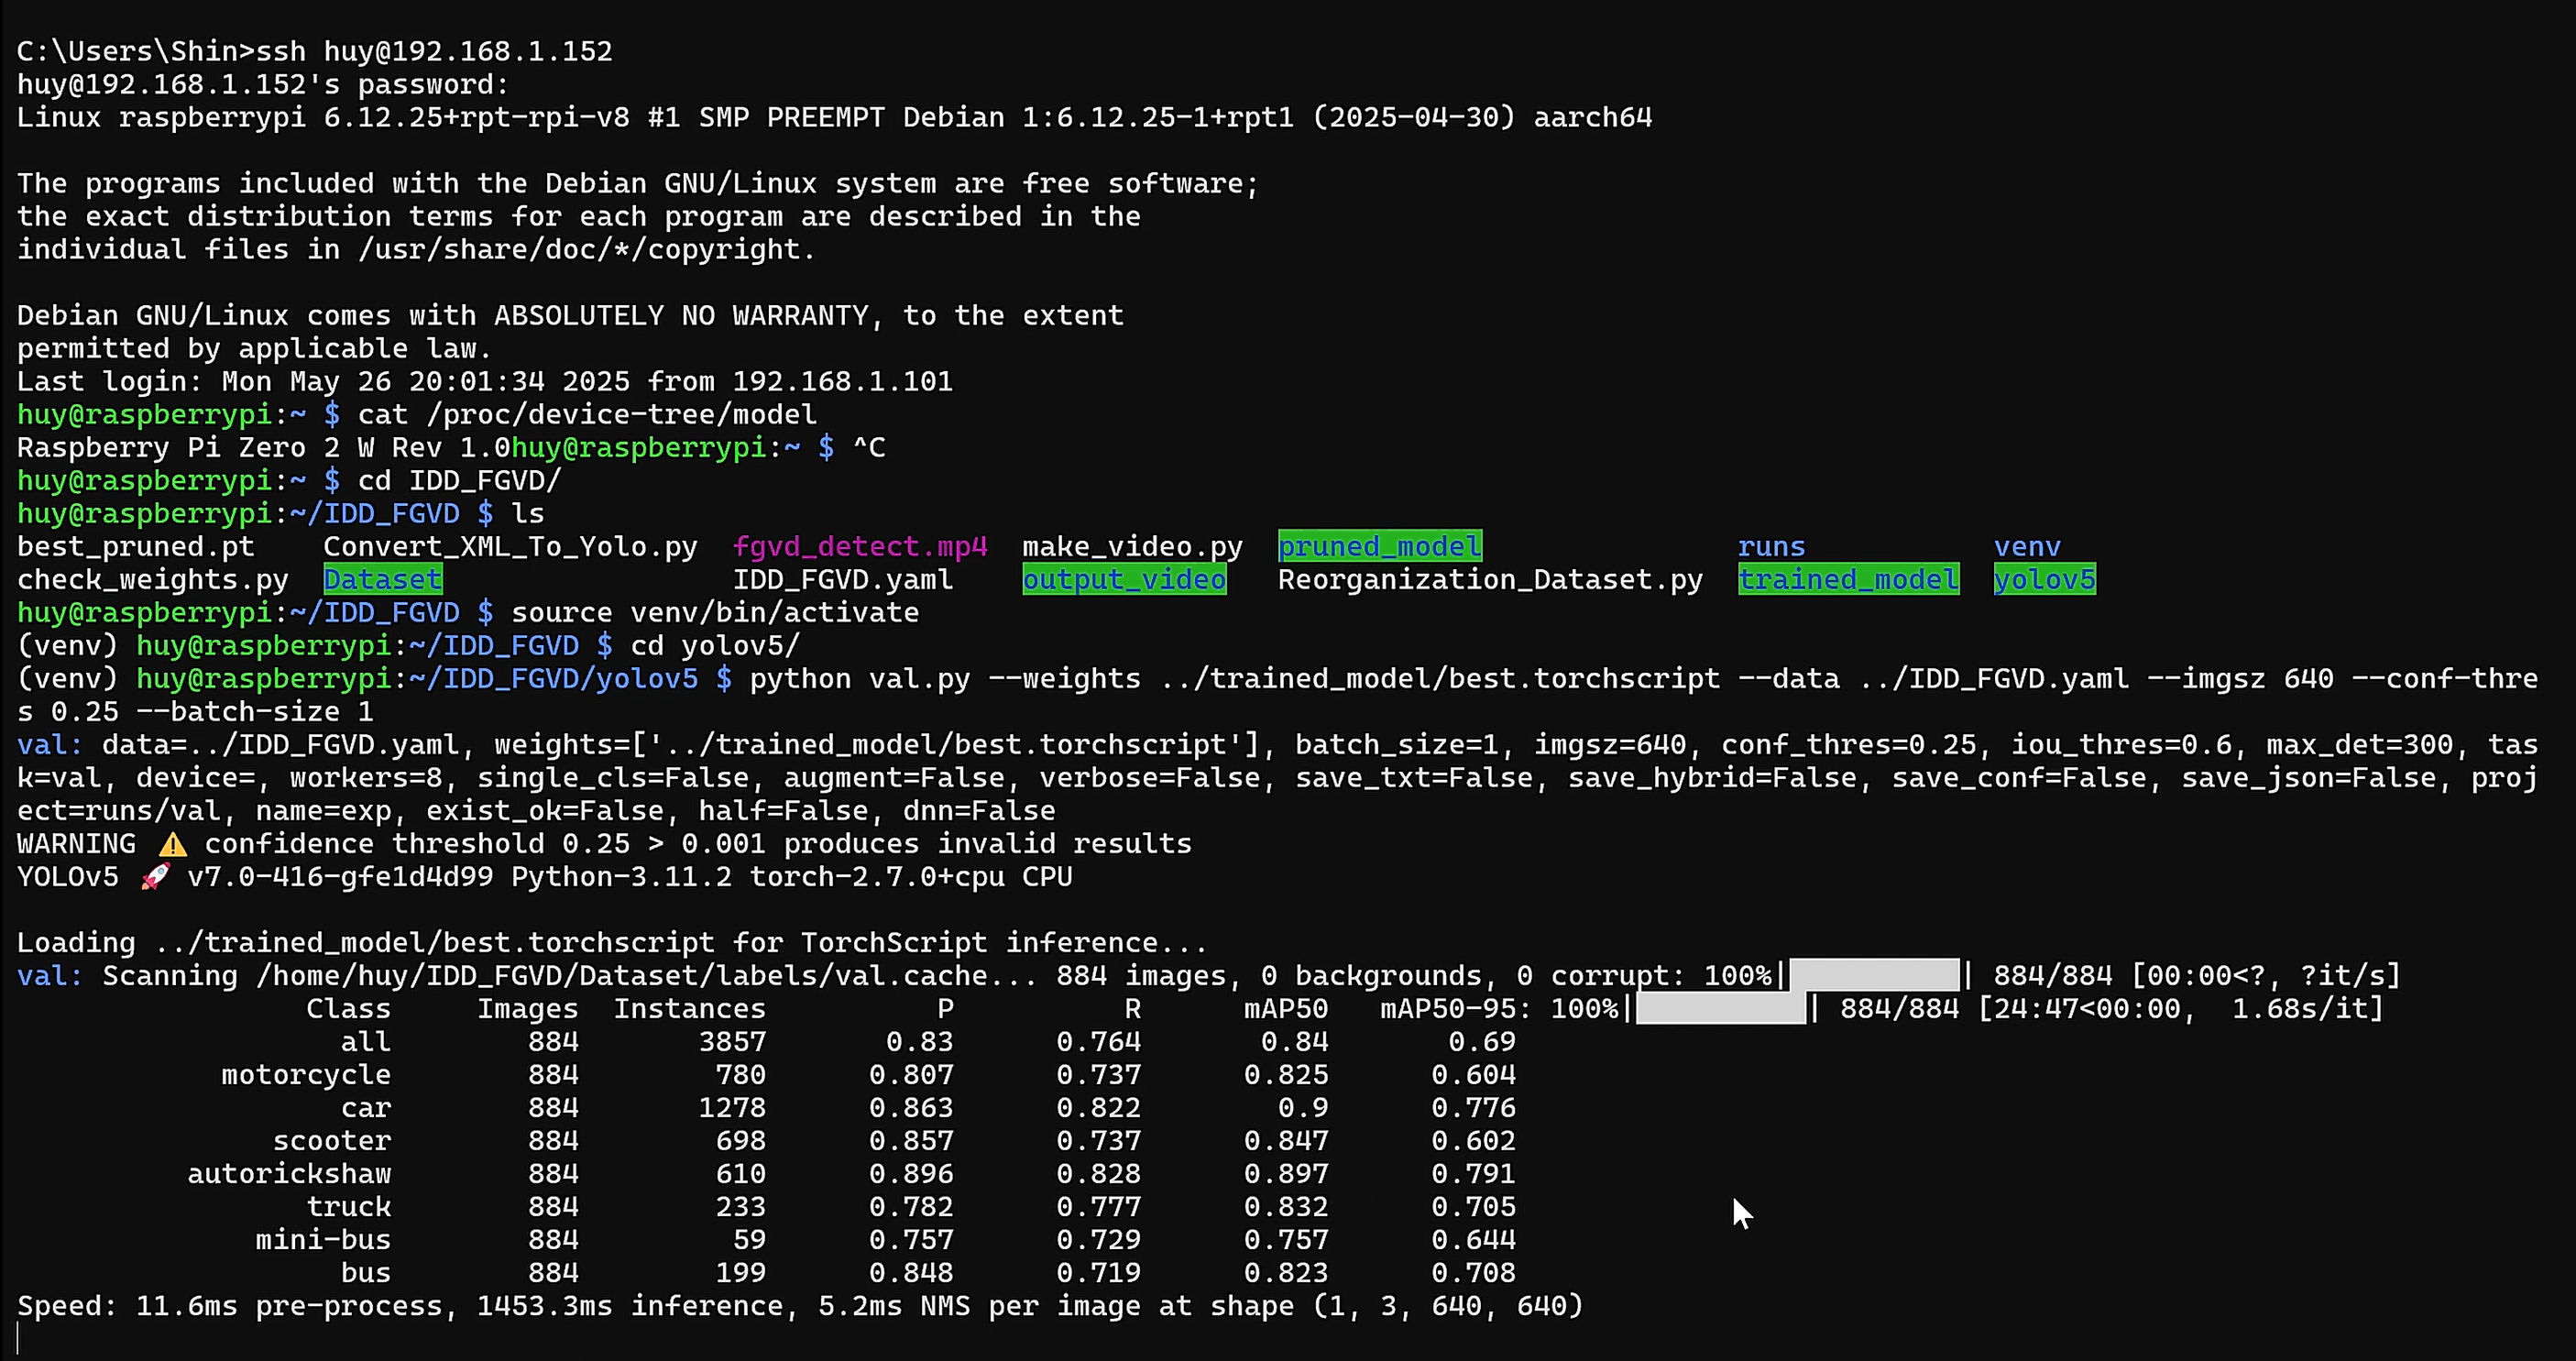 C:\Users\Shin>ssh huy@192.168.1.152
huy@192.168.1.152's password:
Linux raspberrypi 6.12.25+rpt-rpi-v8 #1 SMP PREEMPT Debian 1:6.12.25-1+rpt1 (2025-04-30) aarch64
The programs included with the Debian GNU/Linux system are free software;
the exact distribution terms for each program are described in the
individual files in /usr/share/doc/*/copyright.
Debian GNU/Linux comes with ABSOLUTELY NO WARRANTY, to the extent
permitted by applicable law.
Last login: Mon May 26 20:01:34 2025 from 192.168.1.101
huy@raspberrypi:~ $ cat /proc/device-tree/model
Raspberry Pi Zero 2 W Rev 1.0huy@raspberrypi:~ $ ^C
huy@raspberrypi:~ $ cd IDD_FGVD/
huy@raspberrypi:~/IDD_FGVD $ ls
best_pruned.pt Convert_XML_To_Yolo.py fgvd_detect.mp4 make_video.py pruned_model runs venv
check_weights.py Dataset IDD_FGVD.yaml output_video Reorganization_Dataset.py trained_model yolov5
huy@raspberrypi:~/IDD_FGVD $ source venv/bin/activate
(venv) huy@raspberrypi:~/IDD_FGVD $ cd yolov5/
(venv) huy@raspberrypi:~/IDD_FGVD/yolov5 $ python val.py --weights ../trained_model/best.torchscript --data ../IDD_FGVD.yaml --imgsz 640 --conf-thre
s 0.25 --batch-size 1
val: data=../IDD_FGVD.yaml, weights=['../trained_model/best.torchscript'], batch_size=1, imgsz=640, conf_thres=0.25, iou_thres=0.6, max_det=300, tas
k=val, device=, workers=8, single_cls=False, augment=False, verbose=False, save_txt=False, save_hybrid=False, save_conf=False, save_json=False, proj
ect=runs/val, name=exp, exist_ok=False, half=False, dnn=False
WARNING ⚠️ confidence threshold 0.25 > 0.001 produces invalid results
YOLOv5 🚀 v7.0-416-gfe1d4d99 Python-3.11.2 torch-2.7.0+cpu CPU
Loading ../trained_model/best.torchscript for TorchScript inference...
val: Scanning /home/huy/IDD_FGVD/Dataset/labels/val.cache... 884 images, 0 backgrounds, 0 corrupt: 100%|██████████| 884/884 [00:00<?, ?it/s]
Class Images Instances P R mAP50 mAP50-95: 100%|██████████| 884/884 [24:47<00:00, 1.68s/it]
all 884 3857 0.83 0.764 0.84 0.69
motorcycle 884 780 0.807 0.737 0.825 0.604
car 884 1278 0.863 0.822 0.9 0.776
scooter 884 698 0.857 0.737 0.847 0.602
autorickshaw 884 610 0.896 0.828 0.897 0.791
truck 884 233 0.782 0.777 0.832 0.705
mini-bus 884 59 0.757 0.729 0.757 0.644
bus 884 199 0.848 0.719 0.823 0.708
Speed: 11.6ms pre-process, 1453.3ms inference, 5.2ms NMS per image at shape (1, 3, 640, 640)